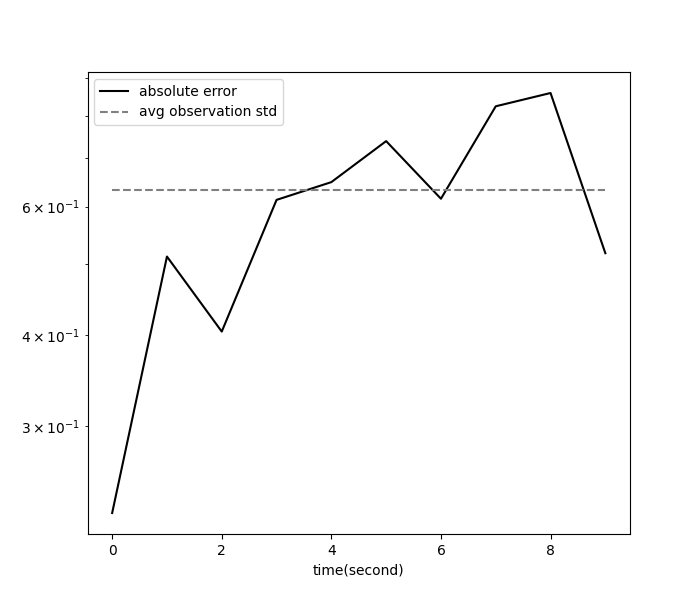 absolute error
avg observation std
6 × 10⁻¹
4 × 10⁻¹
3 × 10⁻¹
0 2 4 6 8
time(second)